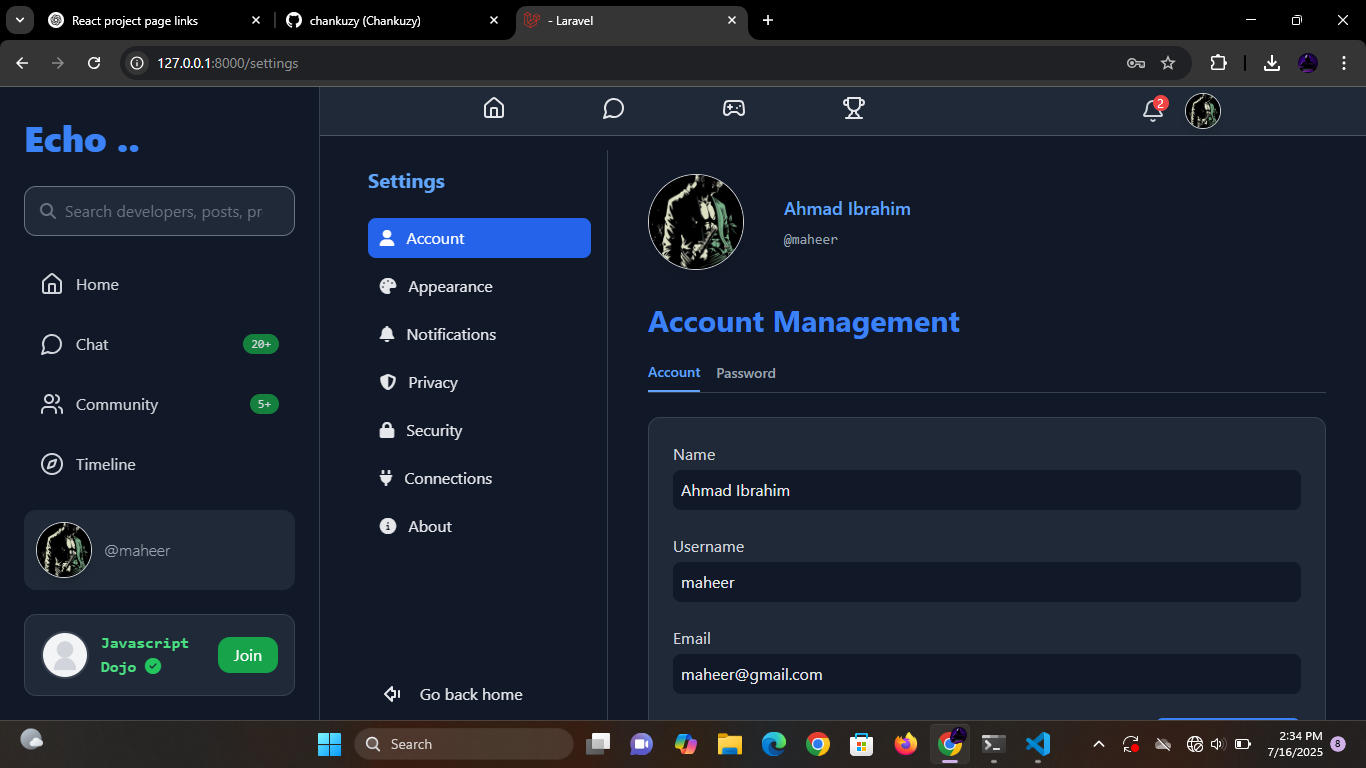 React project page links
chankuzy (Chankuzy)
- Laravel
127.0.0.1:8000/settings
Echo ..
Search developers, posts, pr
Home
Chat
20+
Community
5+
Timeline
@maheer
Javascript
Dojo
Join
2
Settings
Account
Appearance
Notifications
Privacy
Security
Connections
About
Go back home
Ahmad Ibrahim
@maheer
Account Management
Account
Password
Name
Ahmad Ibrahim
Username
maheer
Email
maheer@gmail.com
Search
2:34 PM
7/16/2025
8